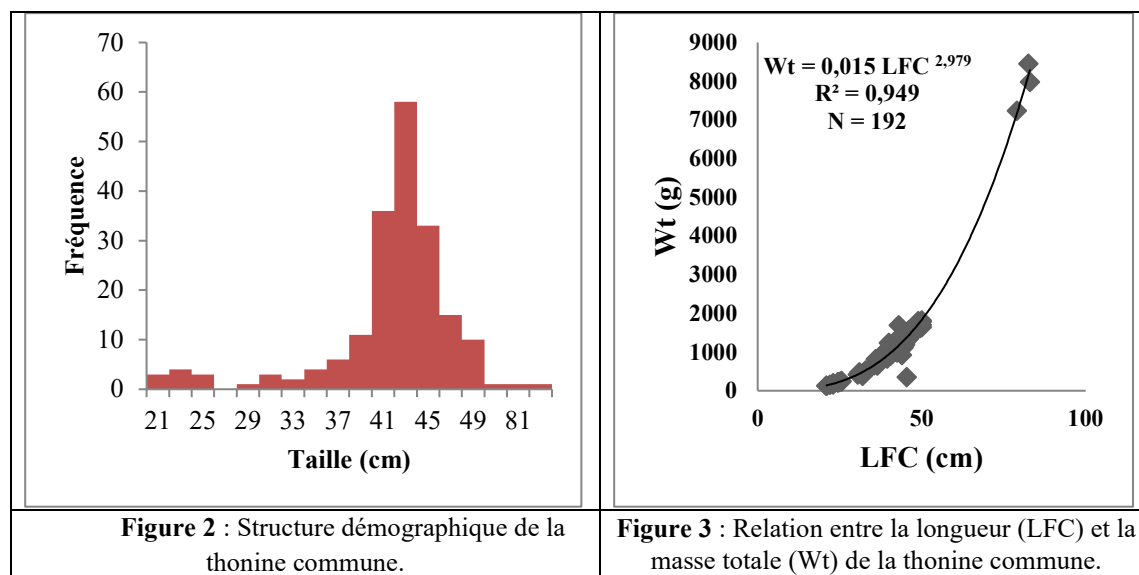 70
60
50
40
30
20
10
0
Fréquence
21 25 29 33 37 41 45 49 81
Taille (cm)
Figure 2 : Structure démographique de la
thonine commune.
9000
8000
7000
6000
5000
4000
3000
2000
1000
0
Wt (g)
Wt = 0,015 LFC ^2,979
R² = 0,949
N = 192
0 50 100
LFC (cm)
Figure 3 : Relation entre la longueur (LFC) et la
masse totale (Wt) de la thonine commune.